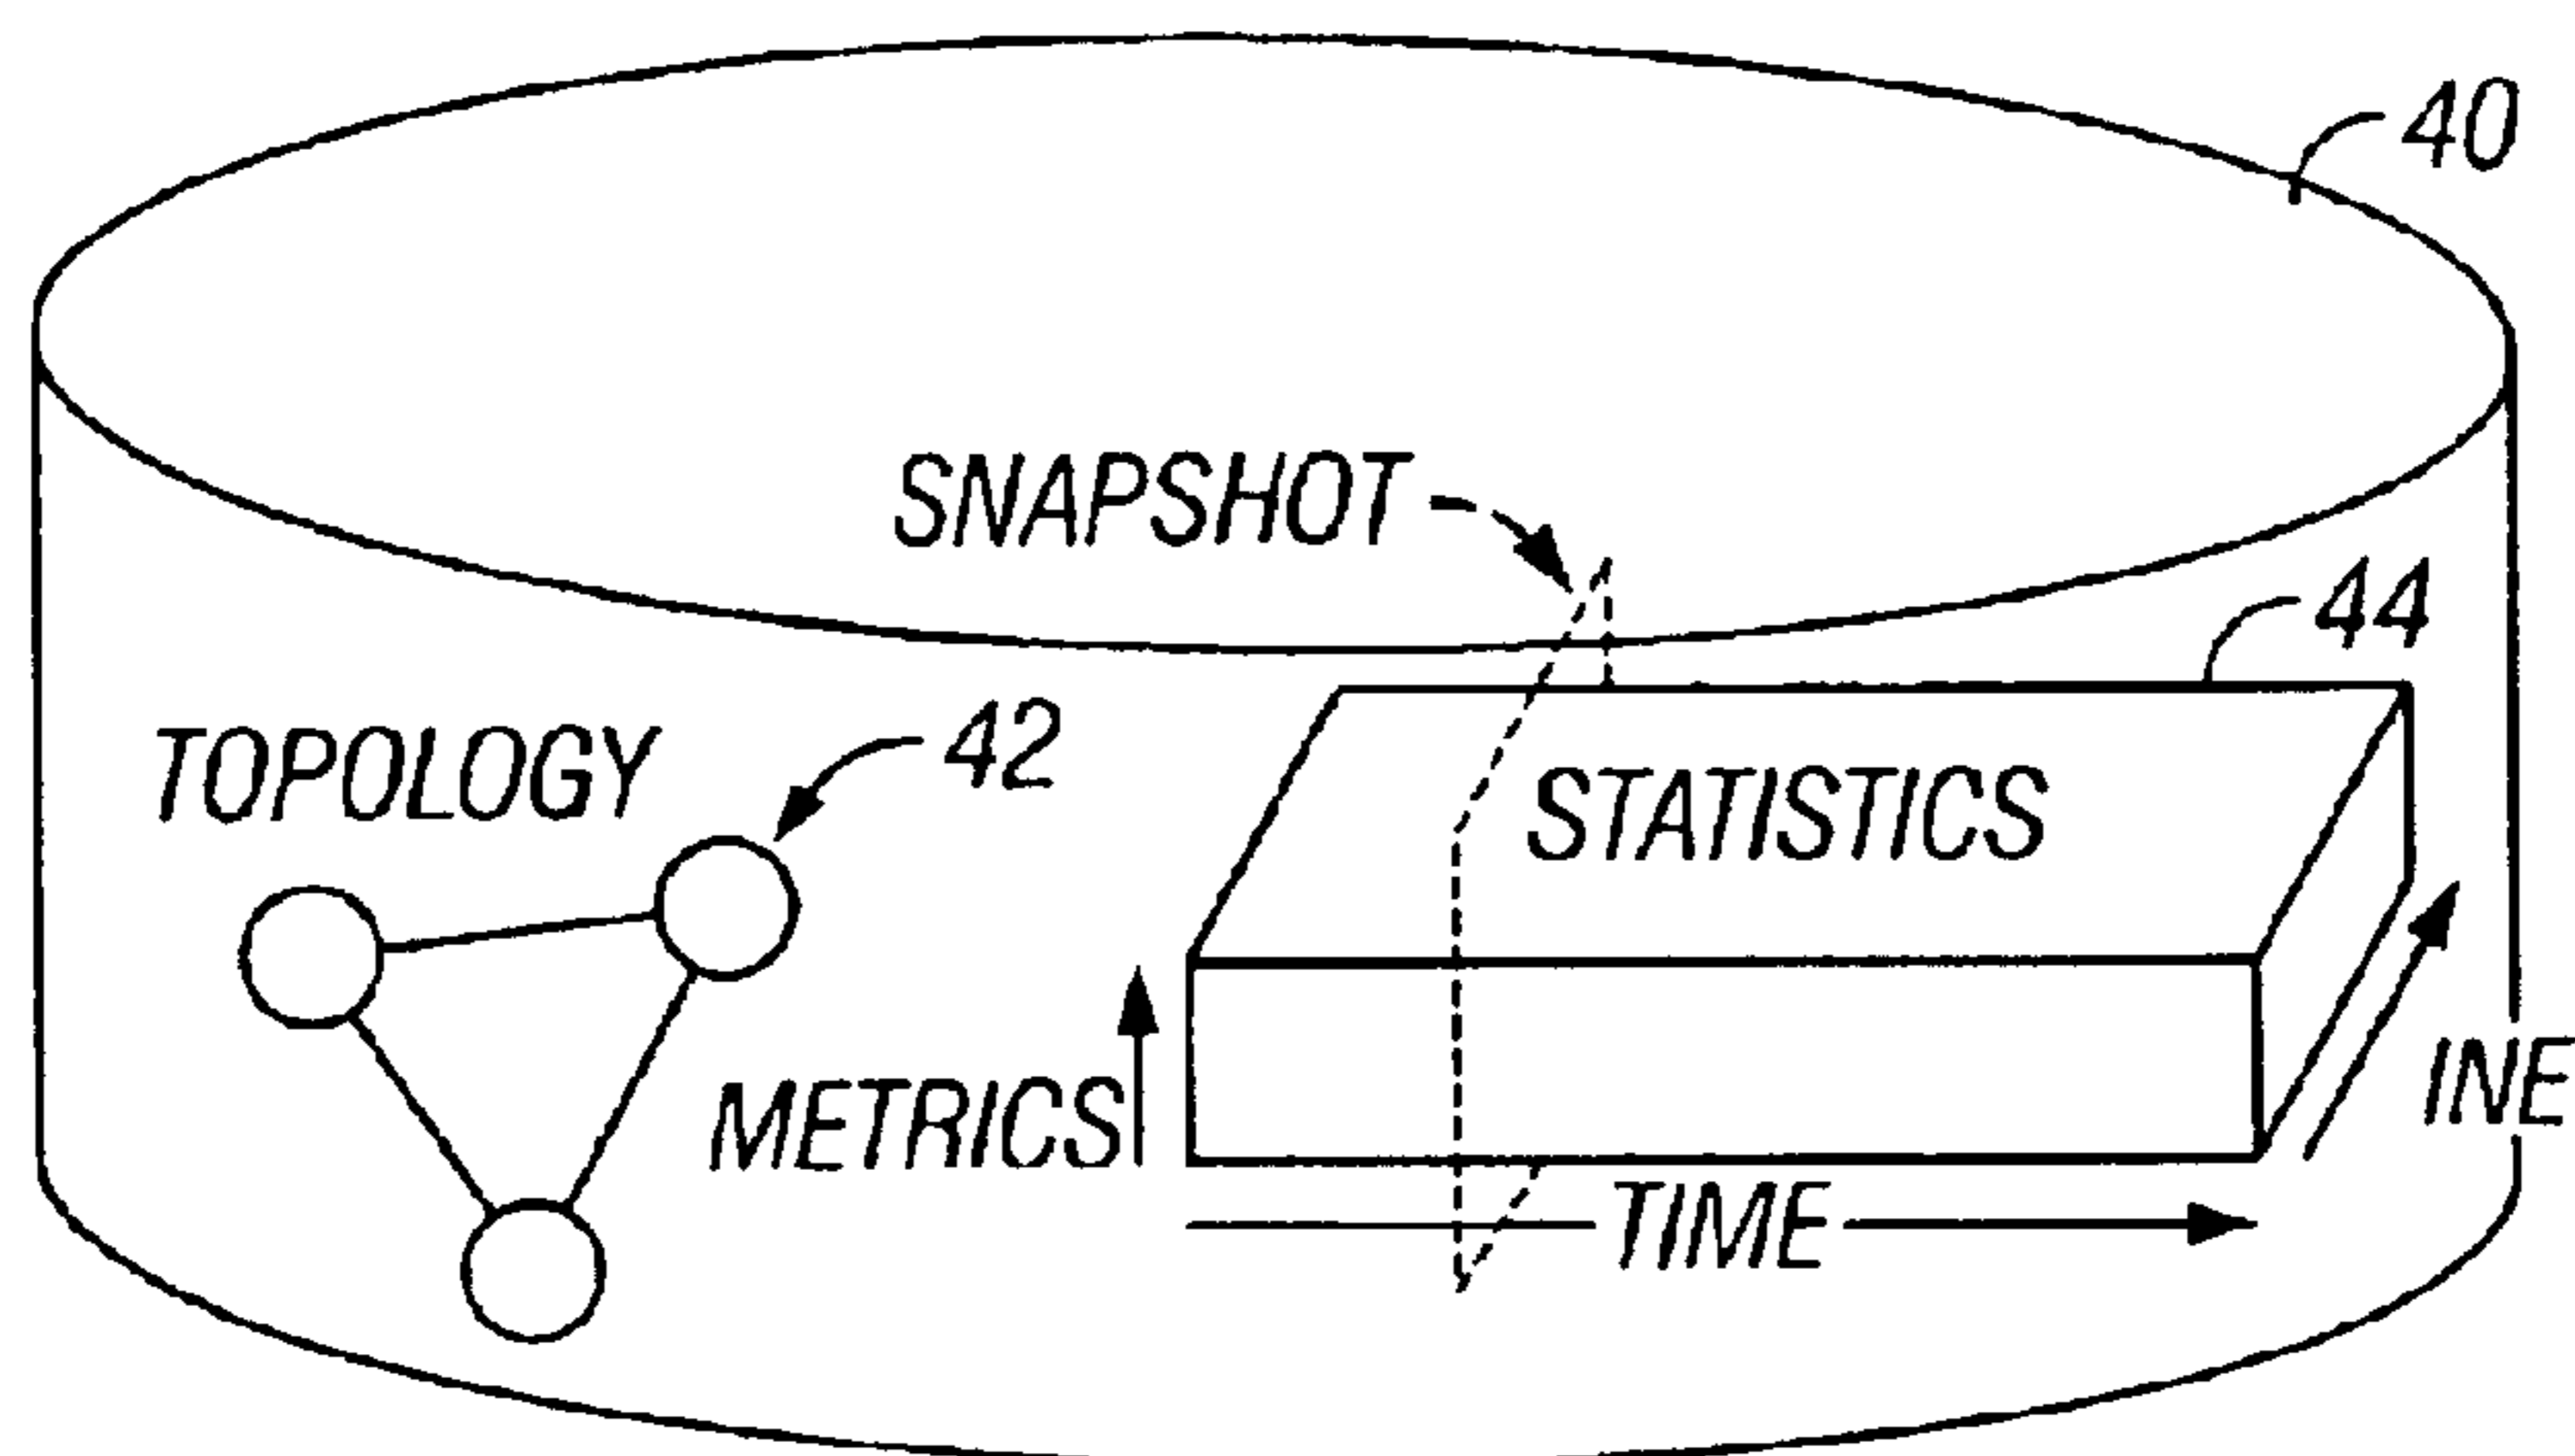 40
SNAPSHOT
44
TOPOLOGY
42
STATISTICS
METRICS
INE
TIME